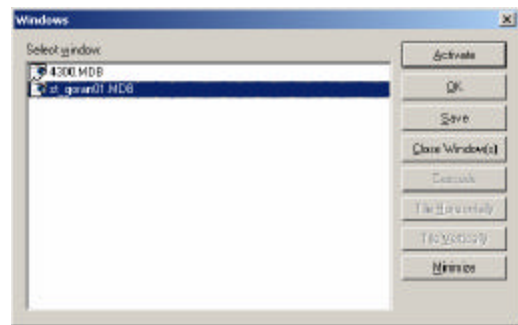 Windows
Select window:
4300.MDB
st_goran01.MDB
Activate
OK
Save
Close Window(s)
Cascade
Tile Horizontally
Tile Vertically
Minimize